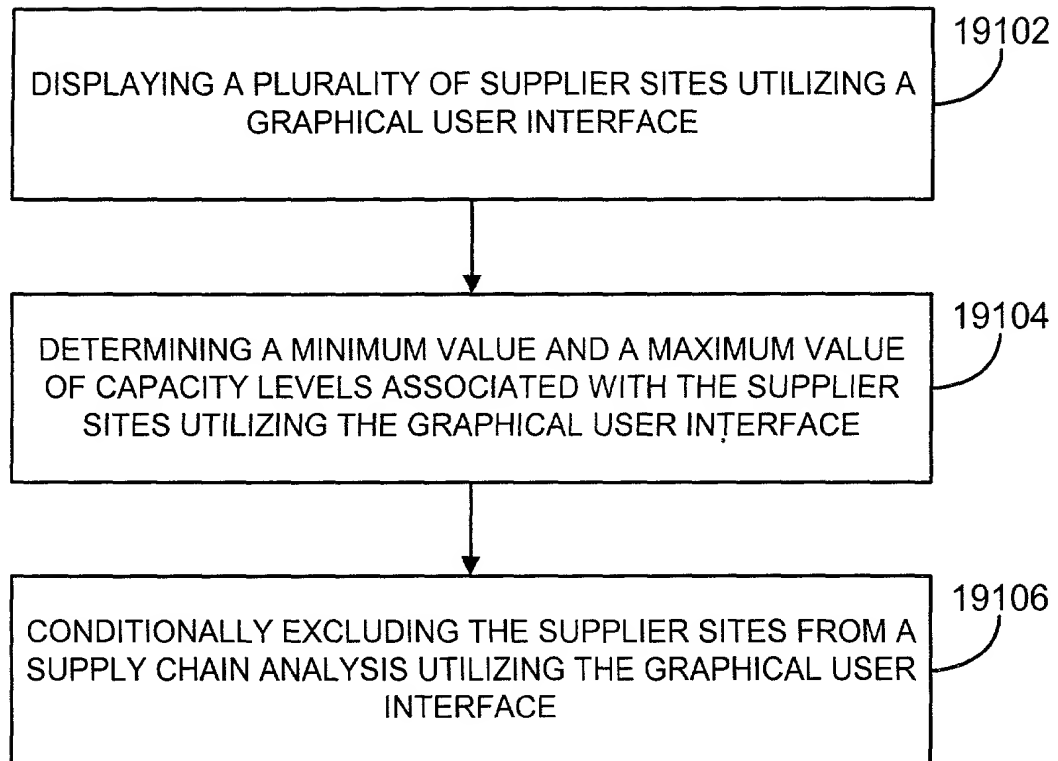 19102
DISPLAYING A PLURALITY OF SUPPLIER SITES UTILIZING A
GRAPHICAL USER INTERFACE
19104
DETERMINING A MINIMUM VALUE AND A MAXIMUM VALUE
OF CAPACITY LEVELS ASSOCIATED WITH THE SUPPLIER
SITES UTILIZING THE GRAPHICAL USER INTERFACE
19106
CONDITIONALLY EXCLUDING THE SUPPLIER SITES FROM A
SUPPLY CHAIN ANALYSIS UTILIZING THE GRAPHICAL USER
INTERFACE